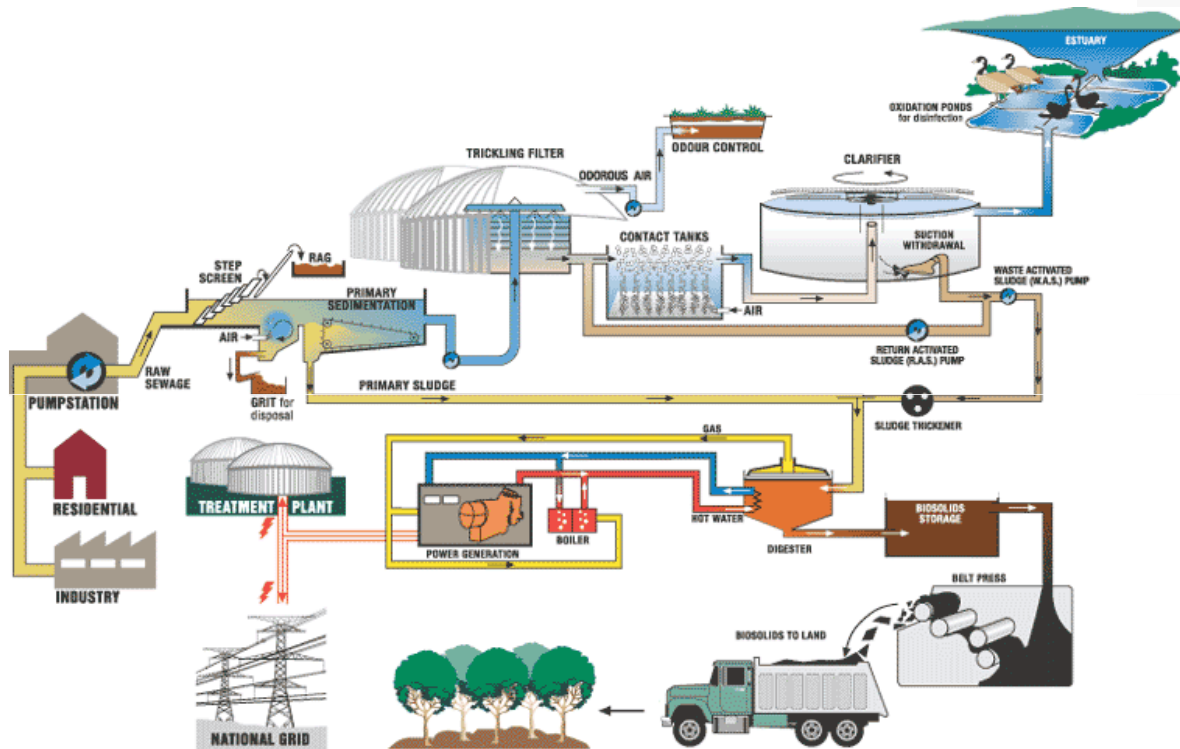 ESTUARY
OXIDATION PONDS
for disinfection
TRICKLING FILTER
ODOUR CONTROL
ODOROUS AIR
CLARIFIER
CONTACT TANKS
SUCTION
WITHDRAWAL
STEP
SCREEN
RAG
WASTE ACTIVATED
SLUDGE (W.A.S.) PUMP
PRIMARY
SEDIMENTATION
AIR
AIR
RETURN ACTIVATED
SLUDGE (R.A.S.) PUMP
RAW
SEWAGE
PUMPSTATION
GRIT for
disposal
PRIMARY SLUDGE
SLUDGE THICKENER
GAS
RESIDENTIAL
TREATMENT PLANT
HOT WATER
BIOSOLIDS
STORAGE
POWER GENERATION
BOILER
DIGESTER
INDUSTRY
BELT PRESS
BIOSOLIDS TO LAND
NATIONAL GRID